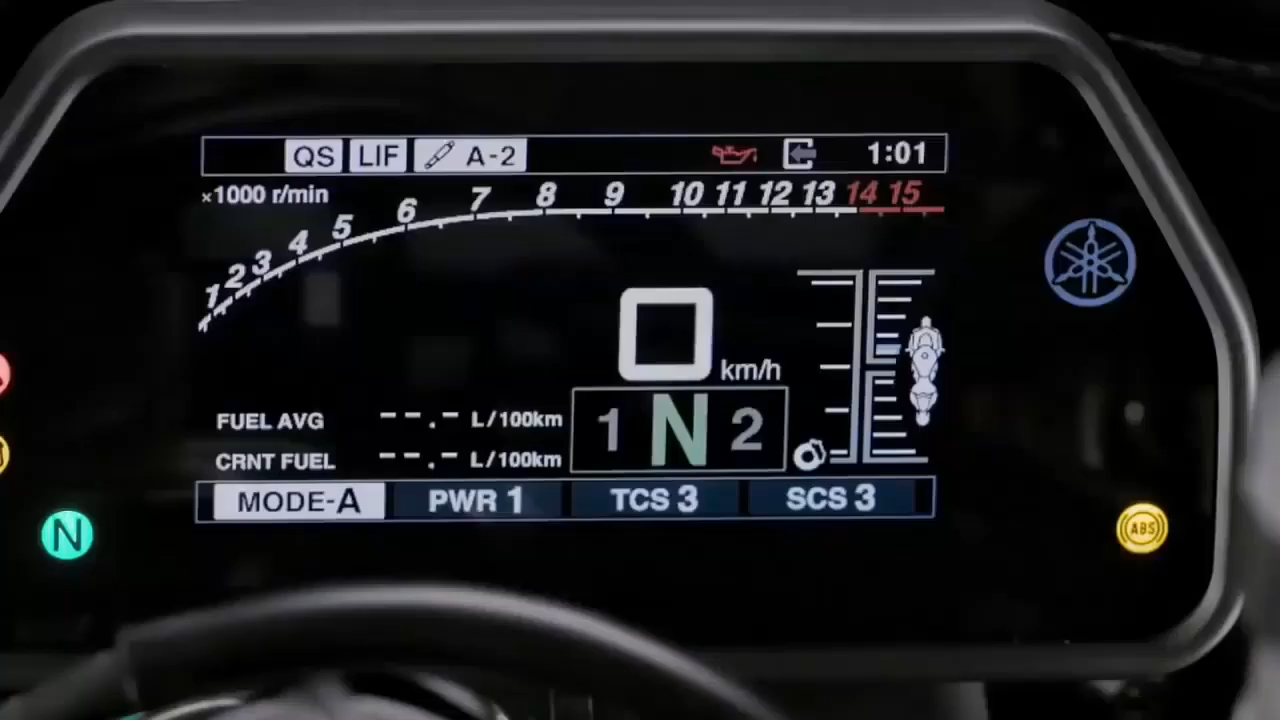 QS LIF A-2 1:01
×1000 r/min
1 2 3 4 5 6 7 8 9 10 11 12 13 14 15
0 km/h
FUEL AVG --.- L/100km
1 N 2
CRNT FUEL --.- L/100km
MODE-A PWR 1 TCS 3 SCS 3
N
ABS